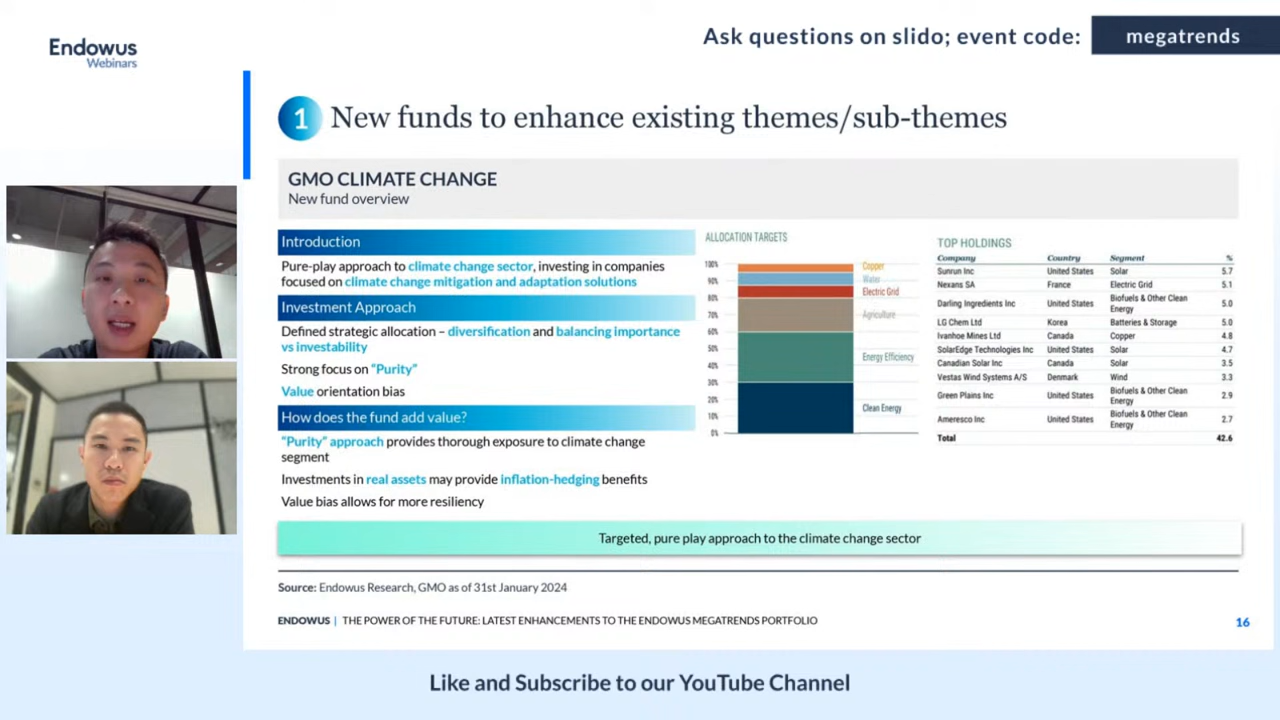 Endowus
Webinars
Ask questions on slido; event code:
megatrends
1
New funds to enhance existing themes/sub-themes
GMO CLIMATE CHANGE
New fund overview
Introduction
Pure-play approach to climate change sector, investing in companies
focused on climate change mitigation and adaptation solutions
Investment Approach
Defined strategic allocation – diversification and balancing importance
vs investability
Strong focus on "Purity"
Value orientation bias
How does the fund add value?
"Purity" approach provides thorough exposure to climate change
segment
Investments in real assets may provide inflation-hedging benefits
Value bias allows for more resiliency
ALLOCATION TARGETS
100%
90%
80%
70%
60%
50%
40%
30%
20%
10%
0%
Copper
Water
Electric Grid
Agriculture
Energy Efficiency
Clean Energy
TOP HOLDINGS
Company Country Segment %
Sunrun Inc United States Solar 5.7
Nexans SA France Electric Grid 5.1
Darling Ingredients Inc United States Biofuels & Other Clean Energy 5.0
LG Chem Ltd Korea Batteries & Storage 5.0
Ivanhoe Mines Ltd Canada Copper 4.8
SolarEdge Technologies Inc United States Solar 4.7
Canadian Solar Inc Canada Solar 3.5
Vestas Wind Systems A/S Denmark Wind 3.3
Green Plains Inc United States Biofuels & Other Clean Energy 2.9
Ameresco Inc United States Biofuels & Other Clean Energy 2.7
Total 42.6
Targeted, pure play approach to the climate change sector
Source: Endowus Research, GMO as of 31st January 2024
ENDOWUS | THE POWER OF THE FUTURE: LATEST ENHANCEMENTS TO THE ENDOWUS MEGATRENDS PORTFOLIO
16
Like and Subscribe to our YouTube Channel